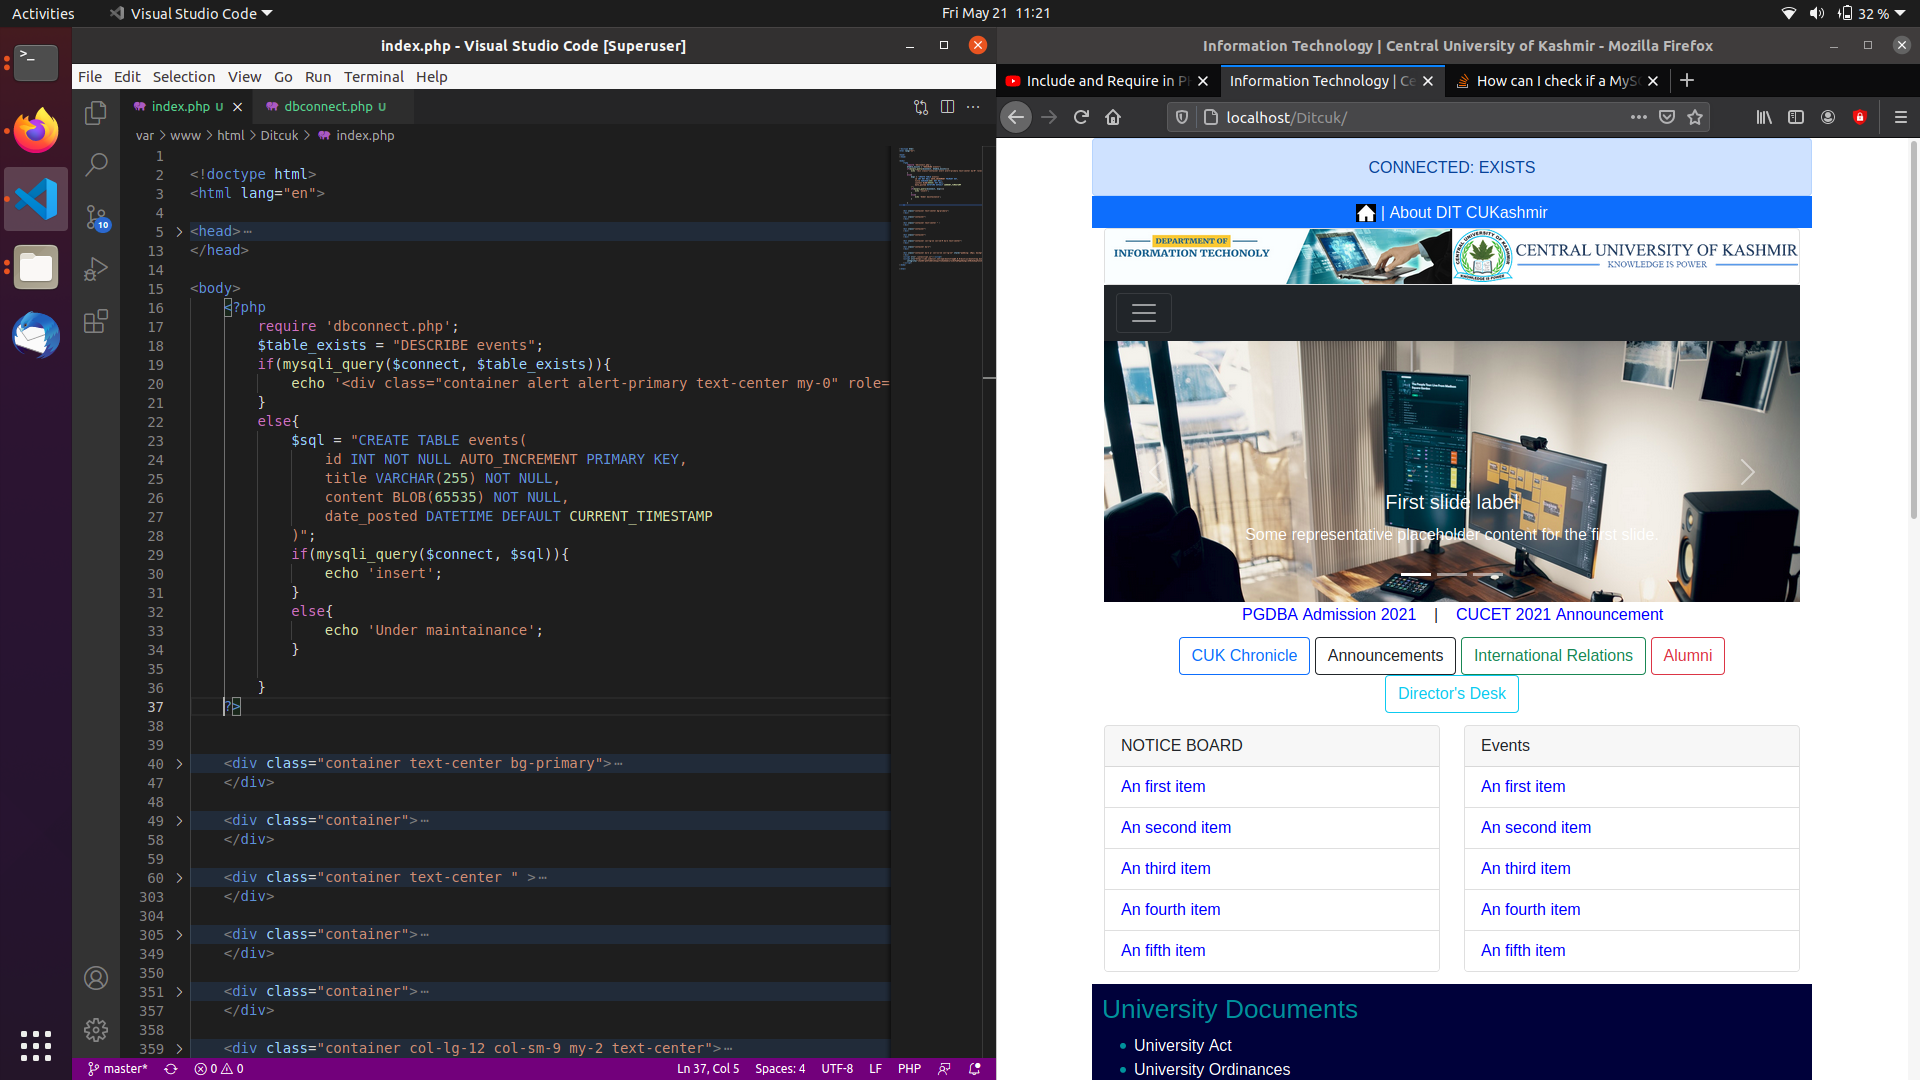 Activities
Visual Studio Code
Fri May 21 11:21
32 %
index.php - Visual Studio Code [Superuser]
File Edit Selection View Go Run Terminal Help
index.php U
dbconnect.php U
var > www > html > Ditcuk > index.php
1
2 <!doctype html>
3 <html lang="en">
4
5 <head>
13 </head>
14
15 <body>
16 <?php
17 require 'dbconnect.php';
18 $table_exists = "DESCRIBE events";
19 if(mysqli_query($connect, $table_exists)){
20 echo '<div class="container alert alert-primary text-center my-0" role=
21 }
22 else{
23 $sql = "CREATE TABLE events(
24 id INT NOT NULL AUTO_INCREMENT PRIMARY KEY,
25 title VARCHAR(255) NOT NULL,
26 content BLOB(65535) NOT NULL,
27 date_posted DATETIME DEFAULT CURRENT_TIMESTAMP
28 )";
29 if(mysqli_query($connect, $sql)){
30 echo 'insert';
31 }
32 else{
33 echo 'Under maintainance';
34 }
35
36 }
37 ?>
38
39
40 <div class="container text-center bg-primary">
47 </div>
48
49 <div class="container">
58 </div>
59
60 <div class="container text-center " >
303 </div>
304
305 <div class="container">
349 </div>
350
351 <div class="container">
357 </div>
358
359 <div class="container col-lg-12 col-sm-9 my-2 text-center">
10
master*
0 0
Ln 37, Col 5
Spaces: 4
UTF-8
LF
PHP
Information Technology | Central University of Kashmir - Mozilla Firefox
Include and Require in P
Information Technology | Ce
How can I check if a MyS
localhost/Ditcuk/
CONNECTED: EXISTS
| About DIT CUKashmir
DEPARTMENT OF
INFORMATION TECHONOLY
CENTRAL UNIVERSITY OF KASHMIR
KNOWLEDGE IS POWER
First slide label
Some representative placeholder content for the first slide.
PGDBA Admission 2021 | CUCET 2021 Announcement
CUK Chronicle
Announcements
International Relations
Alumni
Director's Desk
NOTICE BOARD
An first item
An second item
An third item
An fourth item
An fifth item
Events
An first item
An second item
An third item
An fourth item
An fifth item
University Documents
University Act
University Ordinances